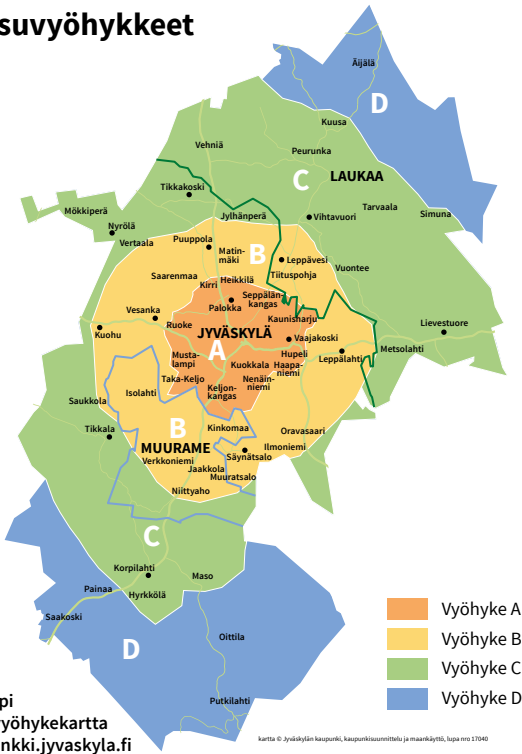 suvyöhykkeet
Äijälä
D
Kuusa
Vehniä
Peurunka
C
LAUKAA
Tikkakoski
Mökkiperä
Jylhänperä
Vihtavuori
Tarvaala
Simuna
Nyrölä
Vertaala
Puuppola
Matin-
mäki
B
Leppävesi
Vuontee
Saarenmaa
Kirri
Heikkilä
Tiituspohja
Seppälän-
kangas
Palokka
Vesanka
Ruoke
Kaunisharju
Lievestuore
Kuohu
JYVÄSKYLÄ
Vaajakoski
Metsolahti
A
Musta-
lampi
Hupeli
Leppälahti
Kuokkala
Haapa-
niemi
Taka-Keljo
Nenäin-
niemi
Isolahti
Keljon-
kangas
Saukkola
Tikkala
B
Kinkomaa
Oravasaari
MUURAME
Ilmoniemi
Säynätsalo
Verkkoniemi
Jaakkola
Muuratsalo
Niittyaho
C
Korpilahti
Maso
Painaa
Hyrkkölä
Saakoski
D
Oittila
Putkilahti
Vyöhyke A
Vyöhyke B
Vyöhyke C
Vyöhyke D
pi
yöhykekartta
nkki.jyvaskyla.fi
kartta © Jyväskylän kaupunki, kaupunkisuunnittelu ja maankäyttö, lupa nro 17040